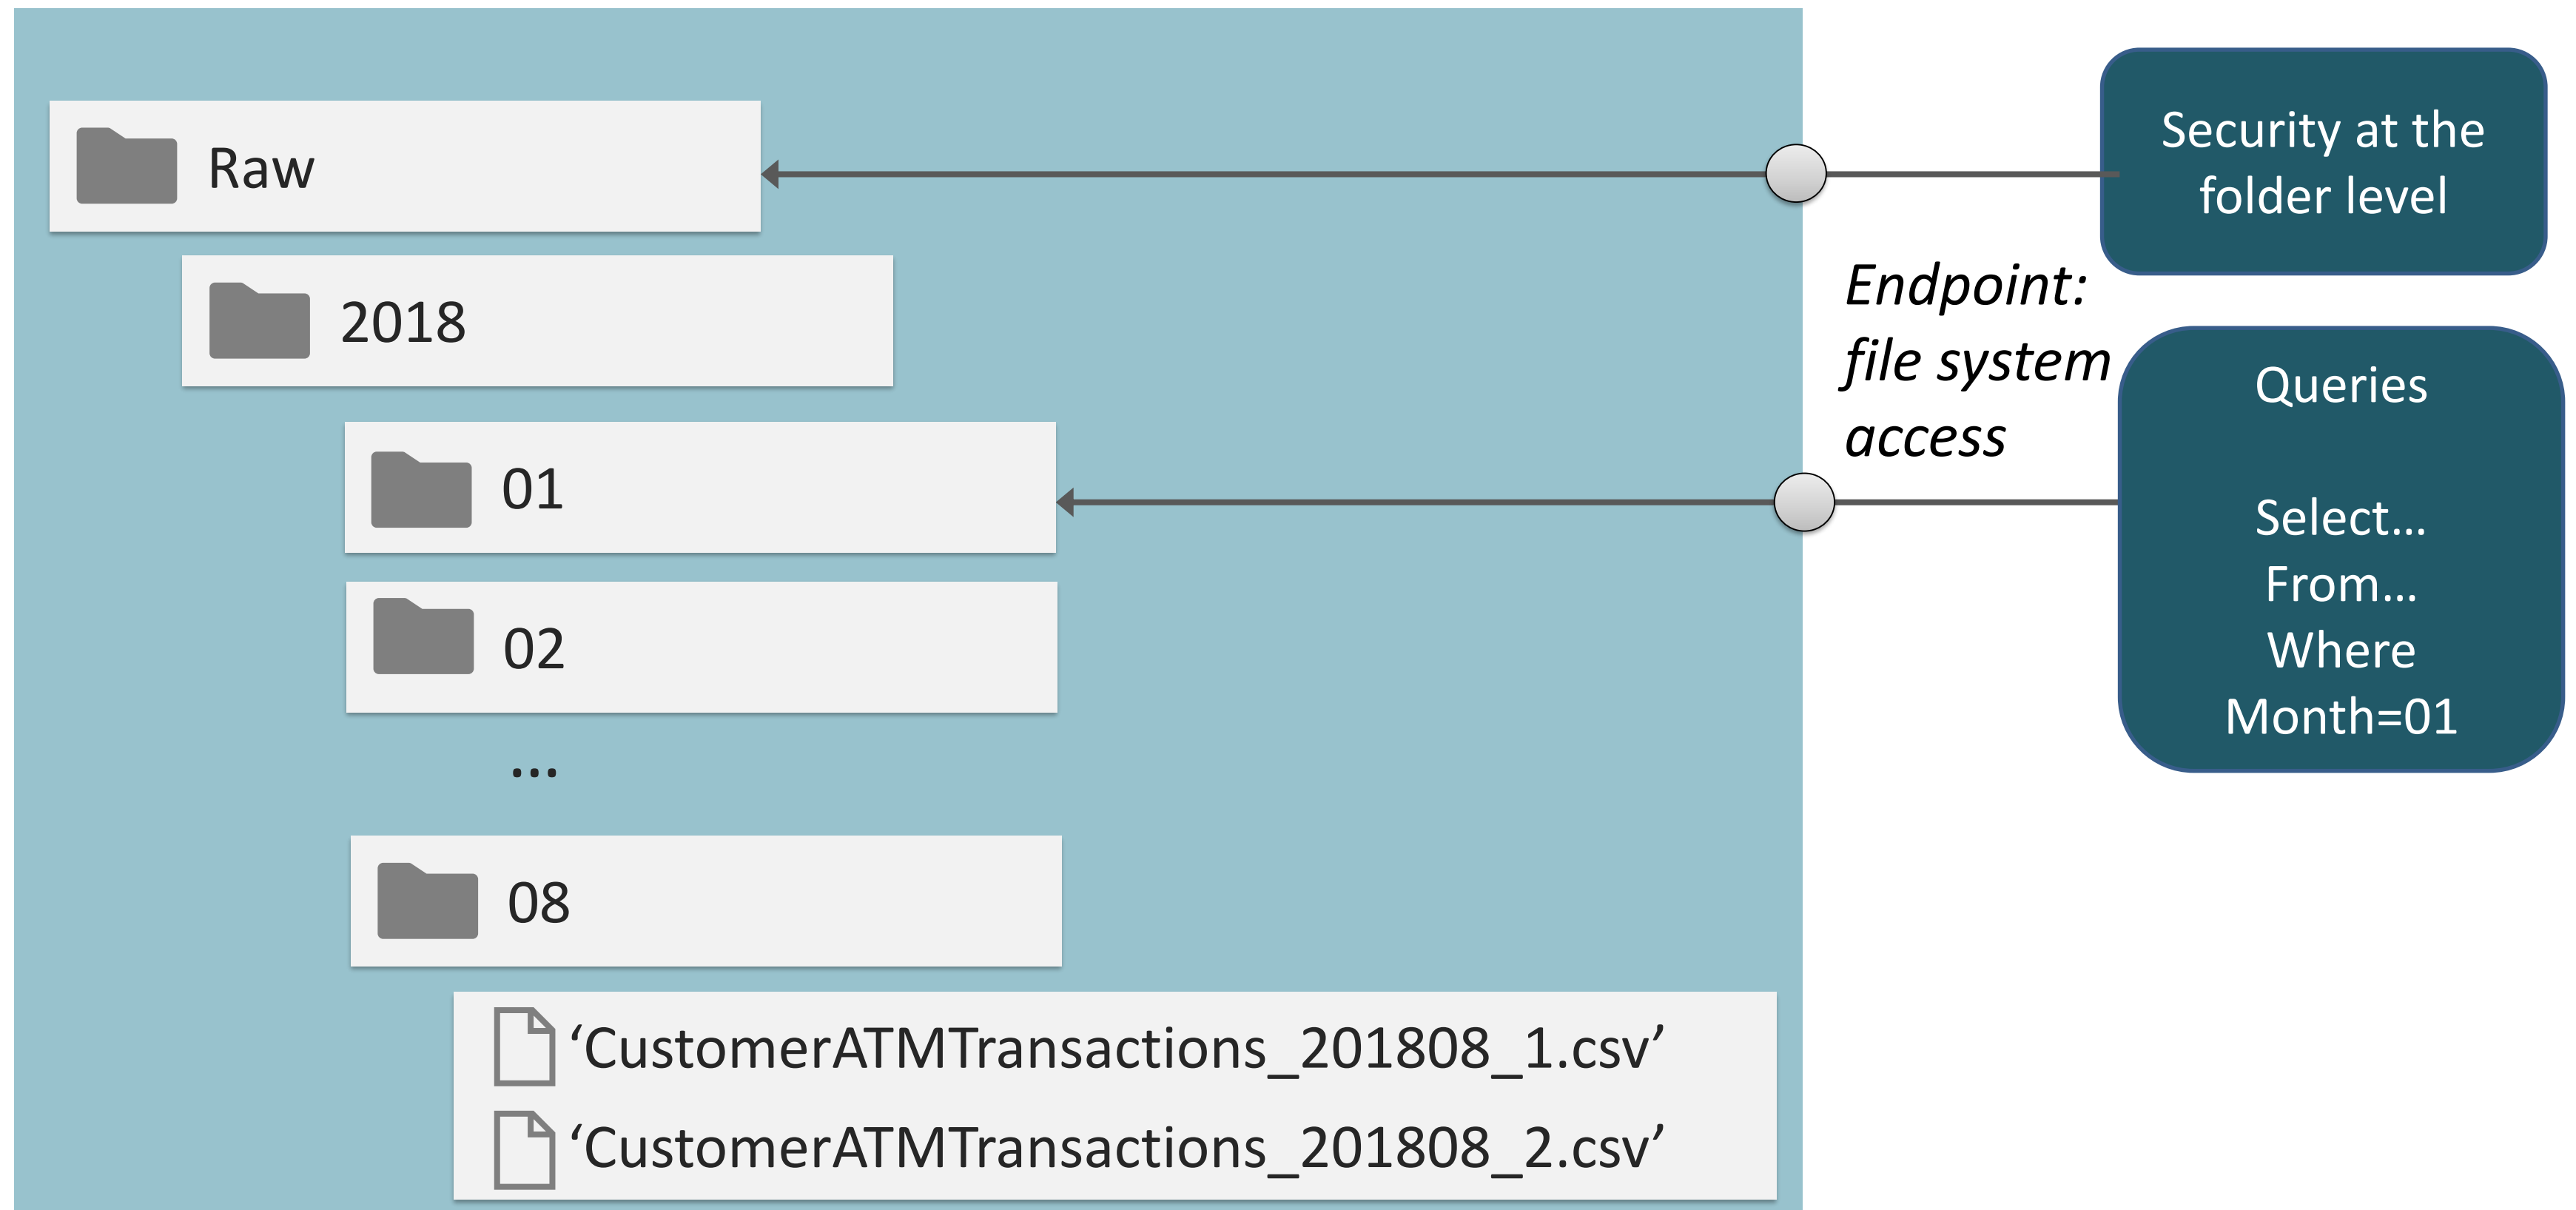 Raw
2018
01
02
...
08
‘CustomerATMTransactions_201808_1.csv’
‘CustomerATMTransactions_201808_2.csv’
Security at the
folder level
Endpoint:
file system
access
Queries
Select...
From...
Where
Month=01